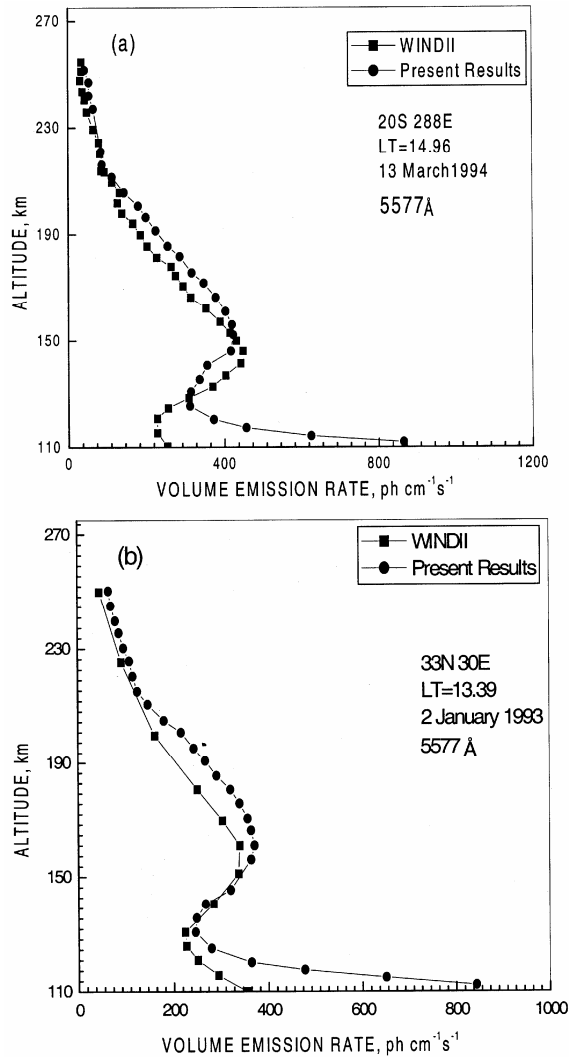 (a)
WINDII
Present Results
20S 288E
LT=14.96
13 March1994
5577Å
270
230
190
150
110
ALTITUDE, km
0 400 800 1200
VOLUME EMISSION RATE, ph cm⁻¹s⁻¹
(b)
WINDII
Present Results
33N 30E
LT=13.39
2 January 1993
5577 Å
270
230
190
150
110
ALTITUDE, km
0 200 400 600 800 1000
VOLUME EMISSION RATE, ph cm⁻¹s⁻¹